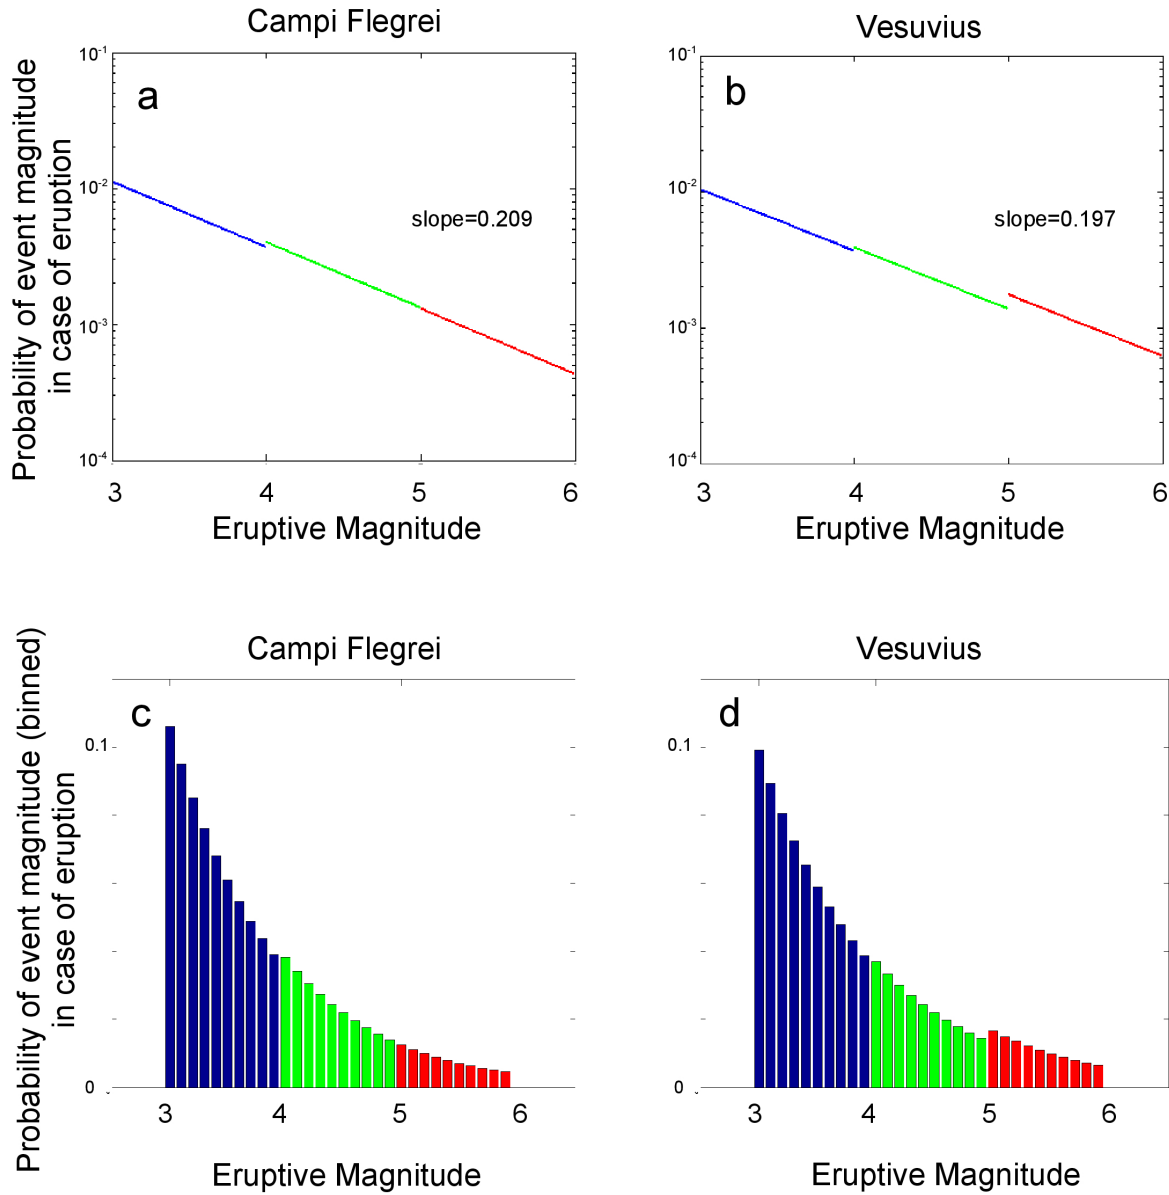 Campi Flegrei
Vesuvius
Probability of event magnitude
in case of eruption
10-1
10-2
10-3
10-4
a
slope=0.209
3 4 5 6
Eruptive Magnitude
10-1
10-2
10-3
10-4
b
slope=0.197
3 4 5 6
Eruptive Magnitude
Campi Flegrei
Vesuvius
Probability of event magnitude (binned)
in case of eruption
0.1
0
c
3 4 5 6
Eruptive Magnitude
0.1
0
d
3 4 5 6
Eruptive Magnitude